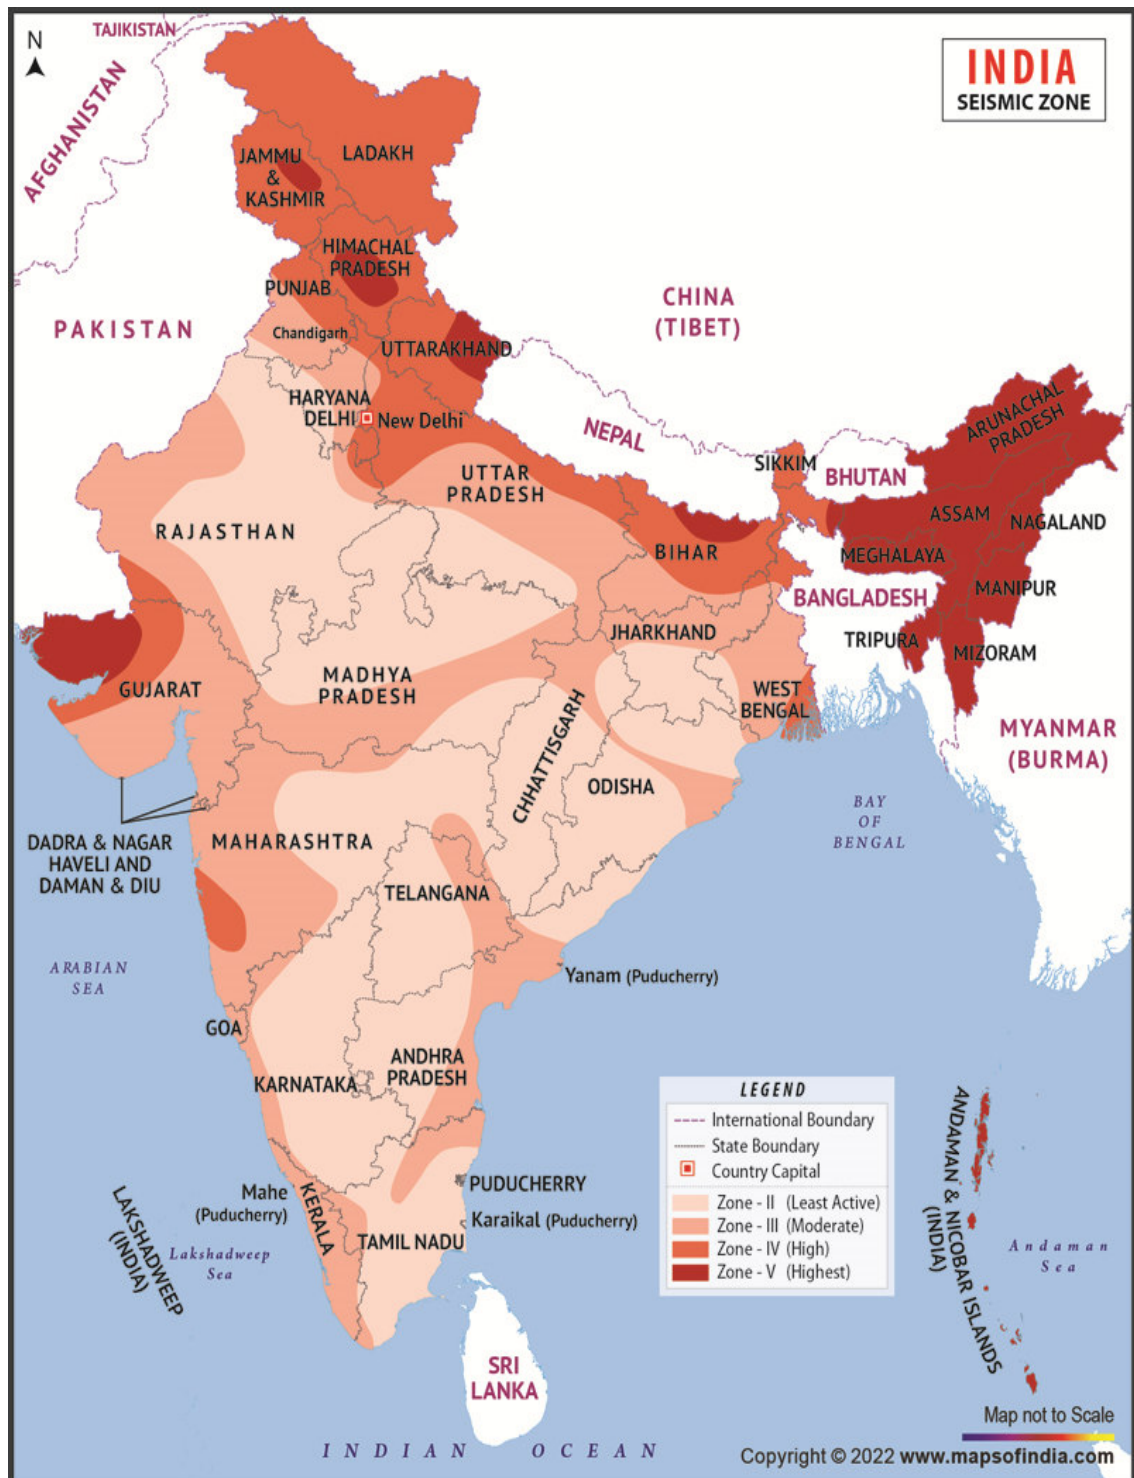 N
TAJIKISTAN
AFGHANISTAN
INDIA
SEISMIC ZONE
JAMMU
&
KASHMIR
LADAKH
HIMACHAL
PRADESH
PUNJAB
Chandigarh
PAKISTAN
CHINA
(TIBET)
UTTARAKHAND
HARYANA
DELHI
New Delhi
NEPAL
SIKKIM
BHUTAN
ARUNACHAL
PRADESH
UTTAR
PRADESH
RAJASTHAN
BIHAR
ASSAM
NAGALAND
MEGHALAYA
MANIPUR
BANGLADESH
TRIPURA
MIZORAM
JHARKHAND
GUJARAT
MADHYA
PRADESH
WEST
BENGAL
MYANMAR
(BURMA)
CHHATTISGARH
ODISHA
BAY
OF
BENGAL
DADRA & NAGAR
HAVELI AND
DAMAN & DIU
MAHARASHTRA
TELANGANA
ARABIAN
SEA
Yanam (Puducherry)
GOA
KARNATAKA
ANDHRA
PRADESH
LEGEND
International Boundary
State Boundary
Country Capital
Zone - II (Least Active)
Zone - III (Moderate)
Zone - IV (High)
Zone - V (Highest)
ANDAMAN & NICOBAR ISLANDS
(INDIA)
Andaman
Sea
PUDUCHERRY
Karaikal (Puducherry)
Mahe
(Puducherry)
KERALA
TAMIL NADU
LAKSHADWEEP
(INDIA)
Lakshadweep
Sea
SRI
LANKA
INDIAN OCEAN
Map not to Scale
Copyright © 2022 www.mapsofindia.com